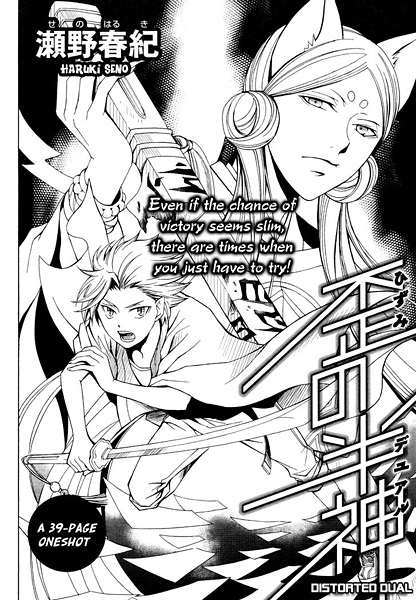 せのはるき
瀬野春紀
HARUKI SENO
Even if the chance of
victory seems slim,
there are times when
you just have to try!
歪の半神
ひずみ
デュアル
A 39-PAGE
ONESHOT
DISTORTED DUAL